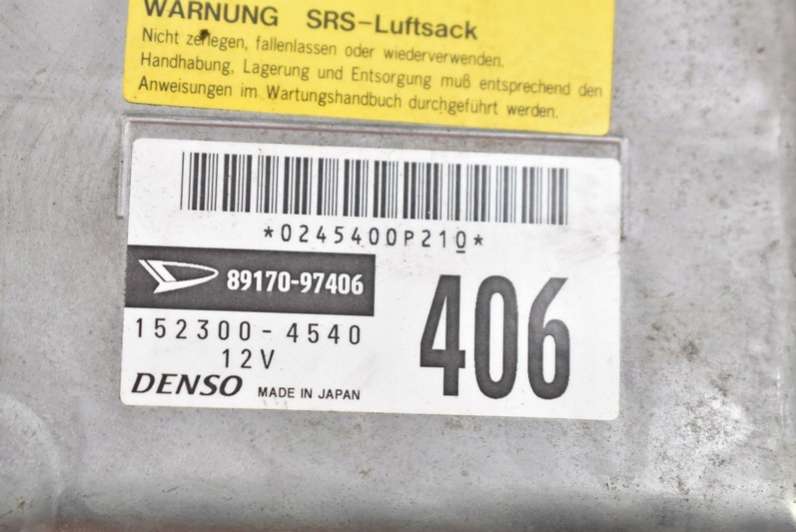 WARNUNG SRS-Luftsack
Nicht zerlegen, fallenlassen oder wiederverwenden.
Handhabung, Lagerung und Entsorgung muß entsprechend den
Anweisungen im Wartungshandbuch durchgeführt werden.
*0245400P210*
89170-97406
406
152300-4540
12V
DENSO MADE IN JAPAN